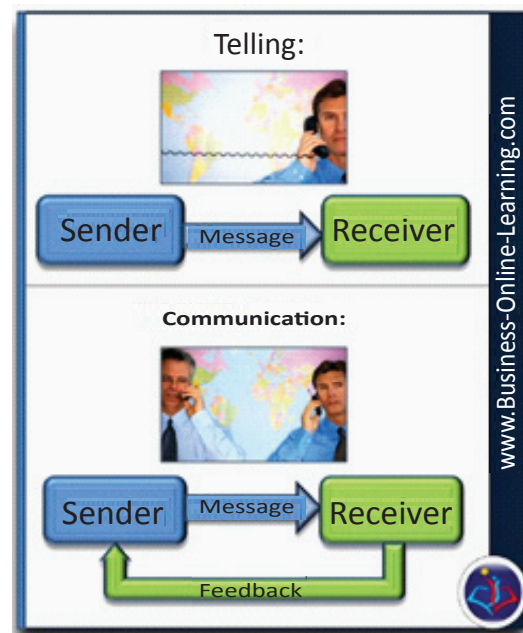 Telling:
Sender
Message
Receiver
Communication:
Sender
Message
Receiver
Feedback
www.Business-Online-Learning.com